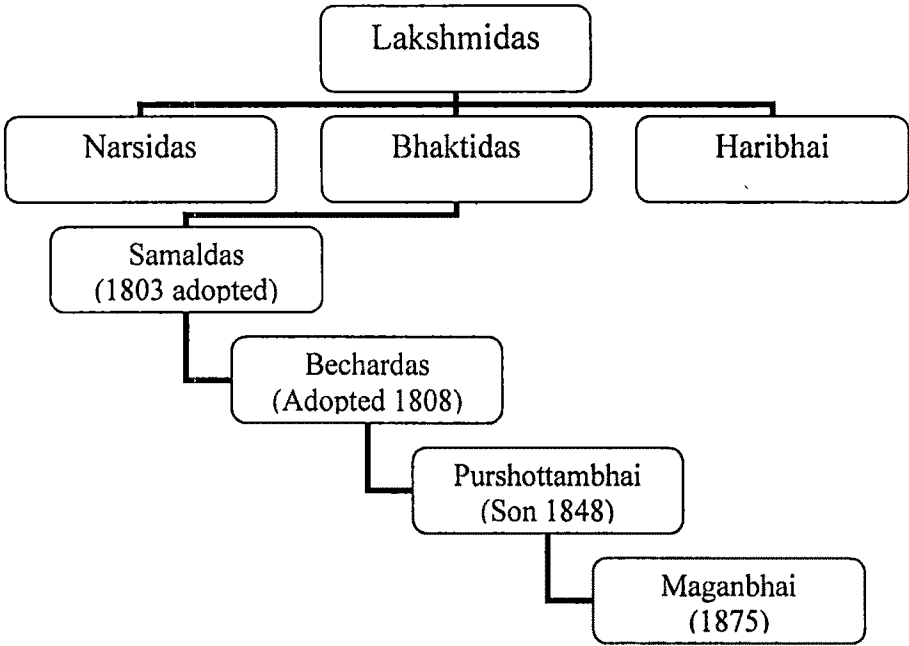 Lakshmidas
Narsidas
Bhaktidas
Haribhai
Samaldas
(1803 adopted)
Bechardas
(Adopted 1808)
Purshottambhai
(Son 1848)
Maganbhai
(1875)